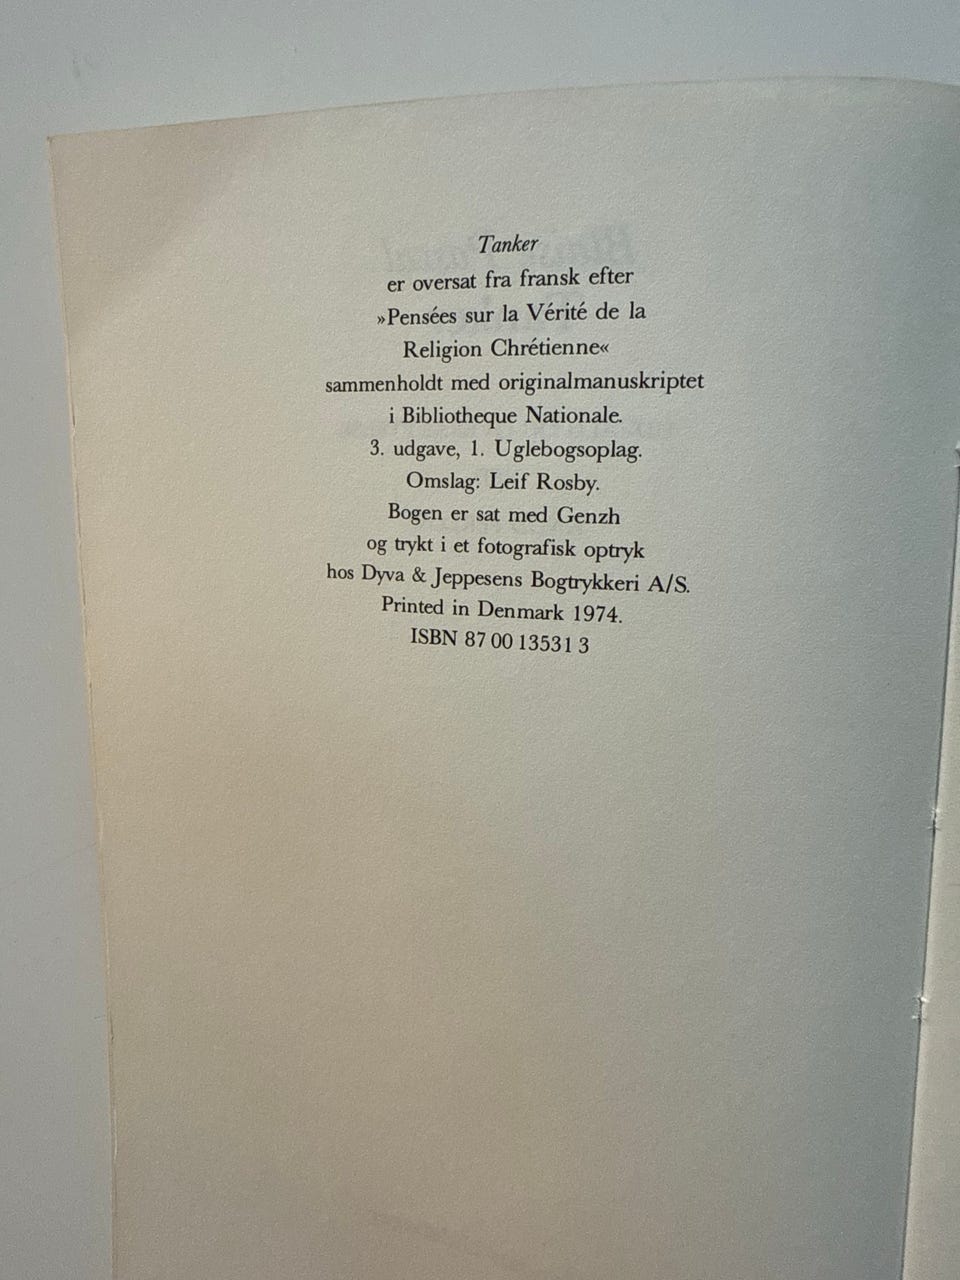 Tanker
er oversat fra fransk efter
»Pensées sur la Vérité de la
Religion Chrétienne«
sammenholdt med originalmanuskriptet
i Bibliotheque Nationale.
3. udgave, 1. Uglebogsoplag.
Omslag: Leif Rosby.
Bogen er sat med Genzh
og trykt i et fotografisk optryk
hos Dyva & Jeppesens Bogtrykkeri A/S.
Printed in Denmark 1974.
ISBN 87 00 13531 3